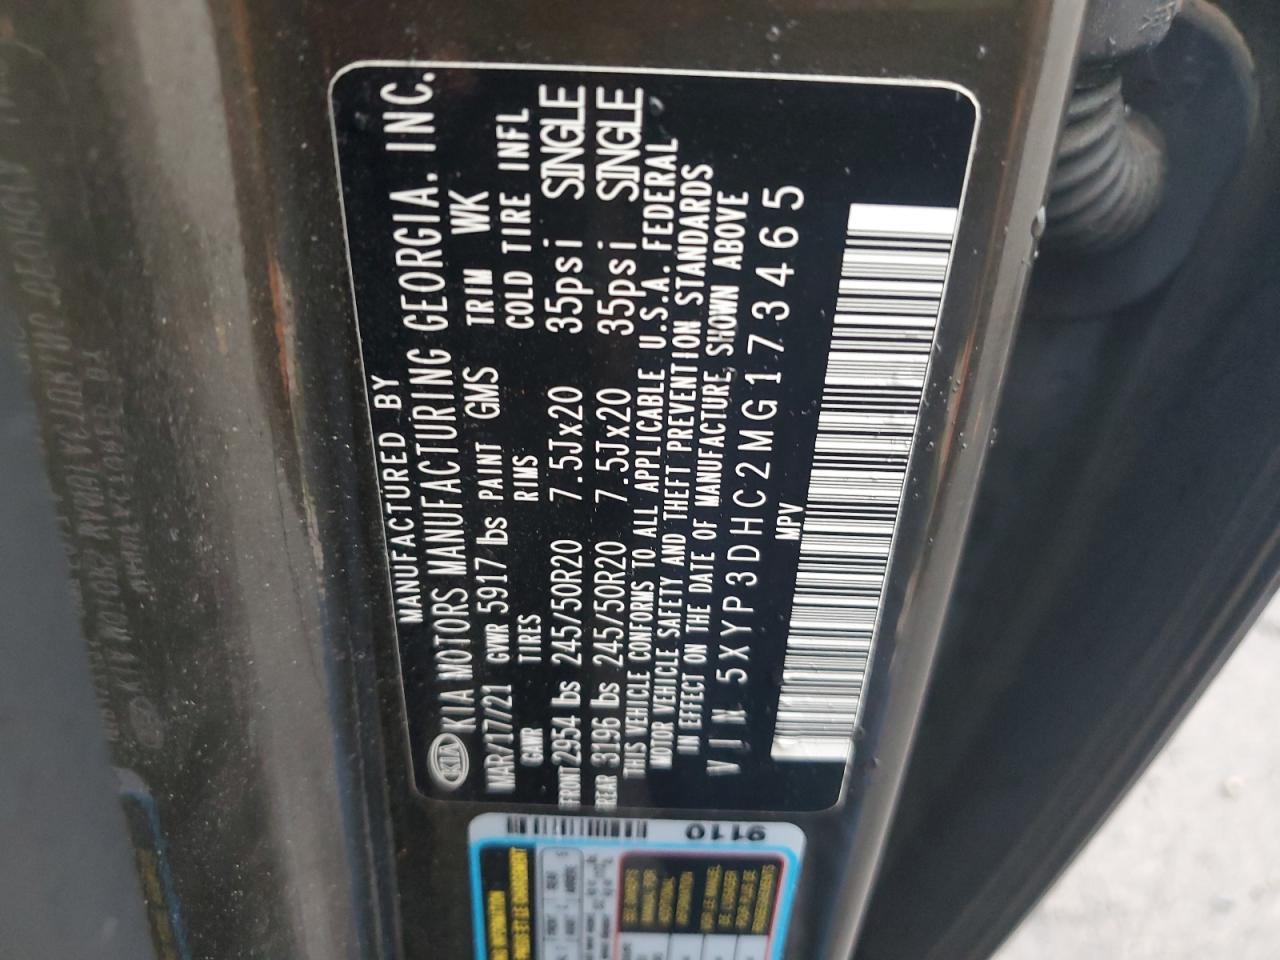 MANUFACTURED BY
KIA KIA MOTORS MANUFACTURING GEORGIA, INC.
MAR/17/21 GVWR 5917 lbs PAINT GMS TRIM WK
GAWR TIRES RIMS COLD TIRE INFL
FRONT 2954 lbs 245/50R20 7.5Jx20 35psi SINGLE
REAR 3196 lbs 245/50R20 7.5Jx20 35psi SINGLE
THIS VEHICLE CONFORMS TO ALL APPLICABLE U.S.A. FEDERAL
MOTOR VEHICLE SAFETY AND THEFT PREVENTION STANDARDS
IN EFFECT ON THE DATE OF MANUFACTURE SHOWN ABOVE
VIN 5XYP3DHC2MG173465
MPV
9110